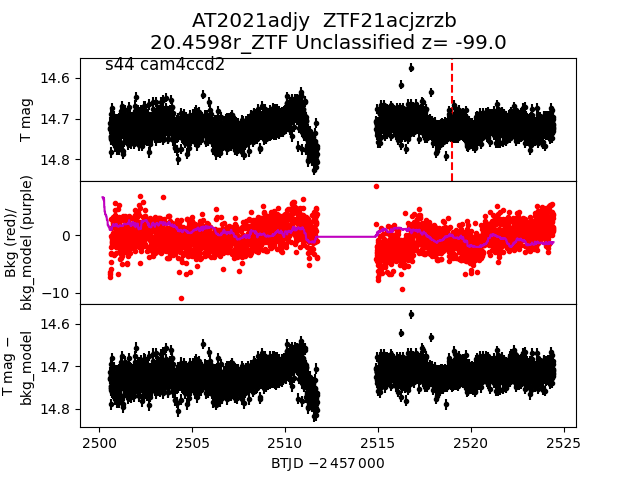 AT2021adjy  ZTF21acjzrzb
20.4598r_ZTF Unclassified z= -99.0
s44 cam4ccd2
14.6
14.7
14.8
T mag
0
−10
Bkg (red)/
bkg_model (purple)
14.6
14.7
14.8
T mag −
bkg_model
2500
2505
2510
2515
2520
2525
BTJD −2 457 000